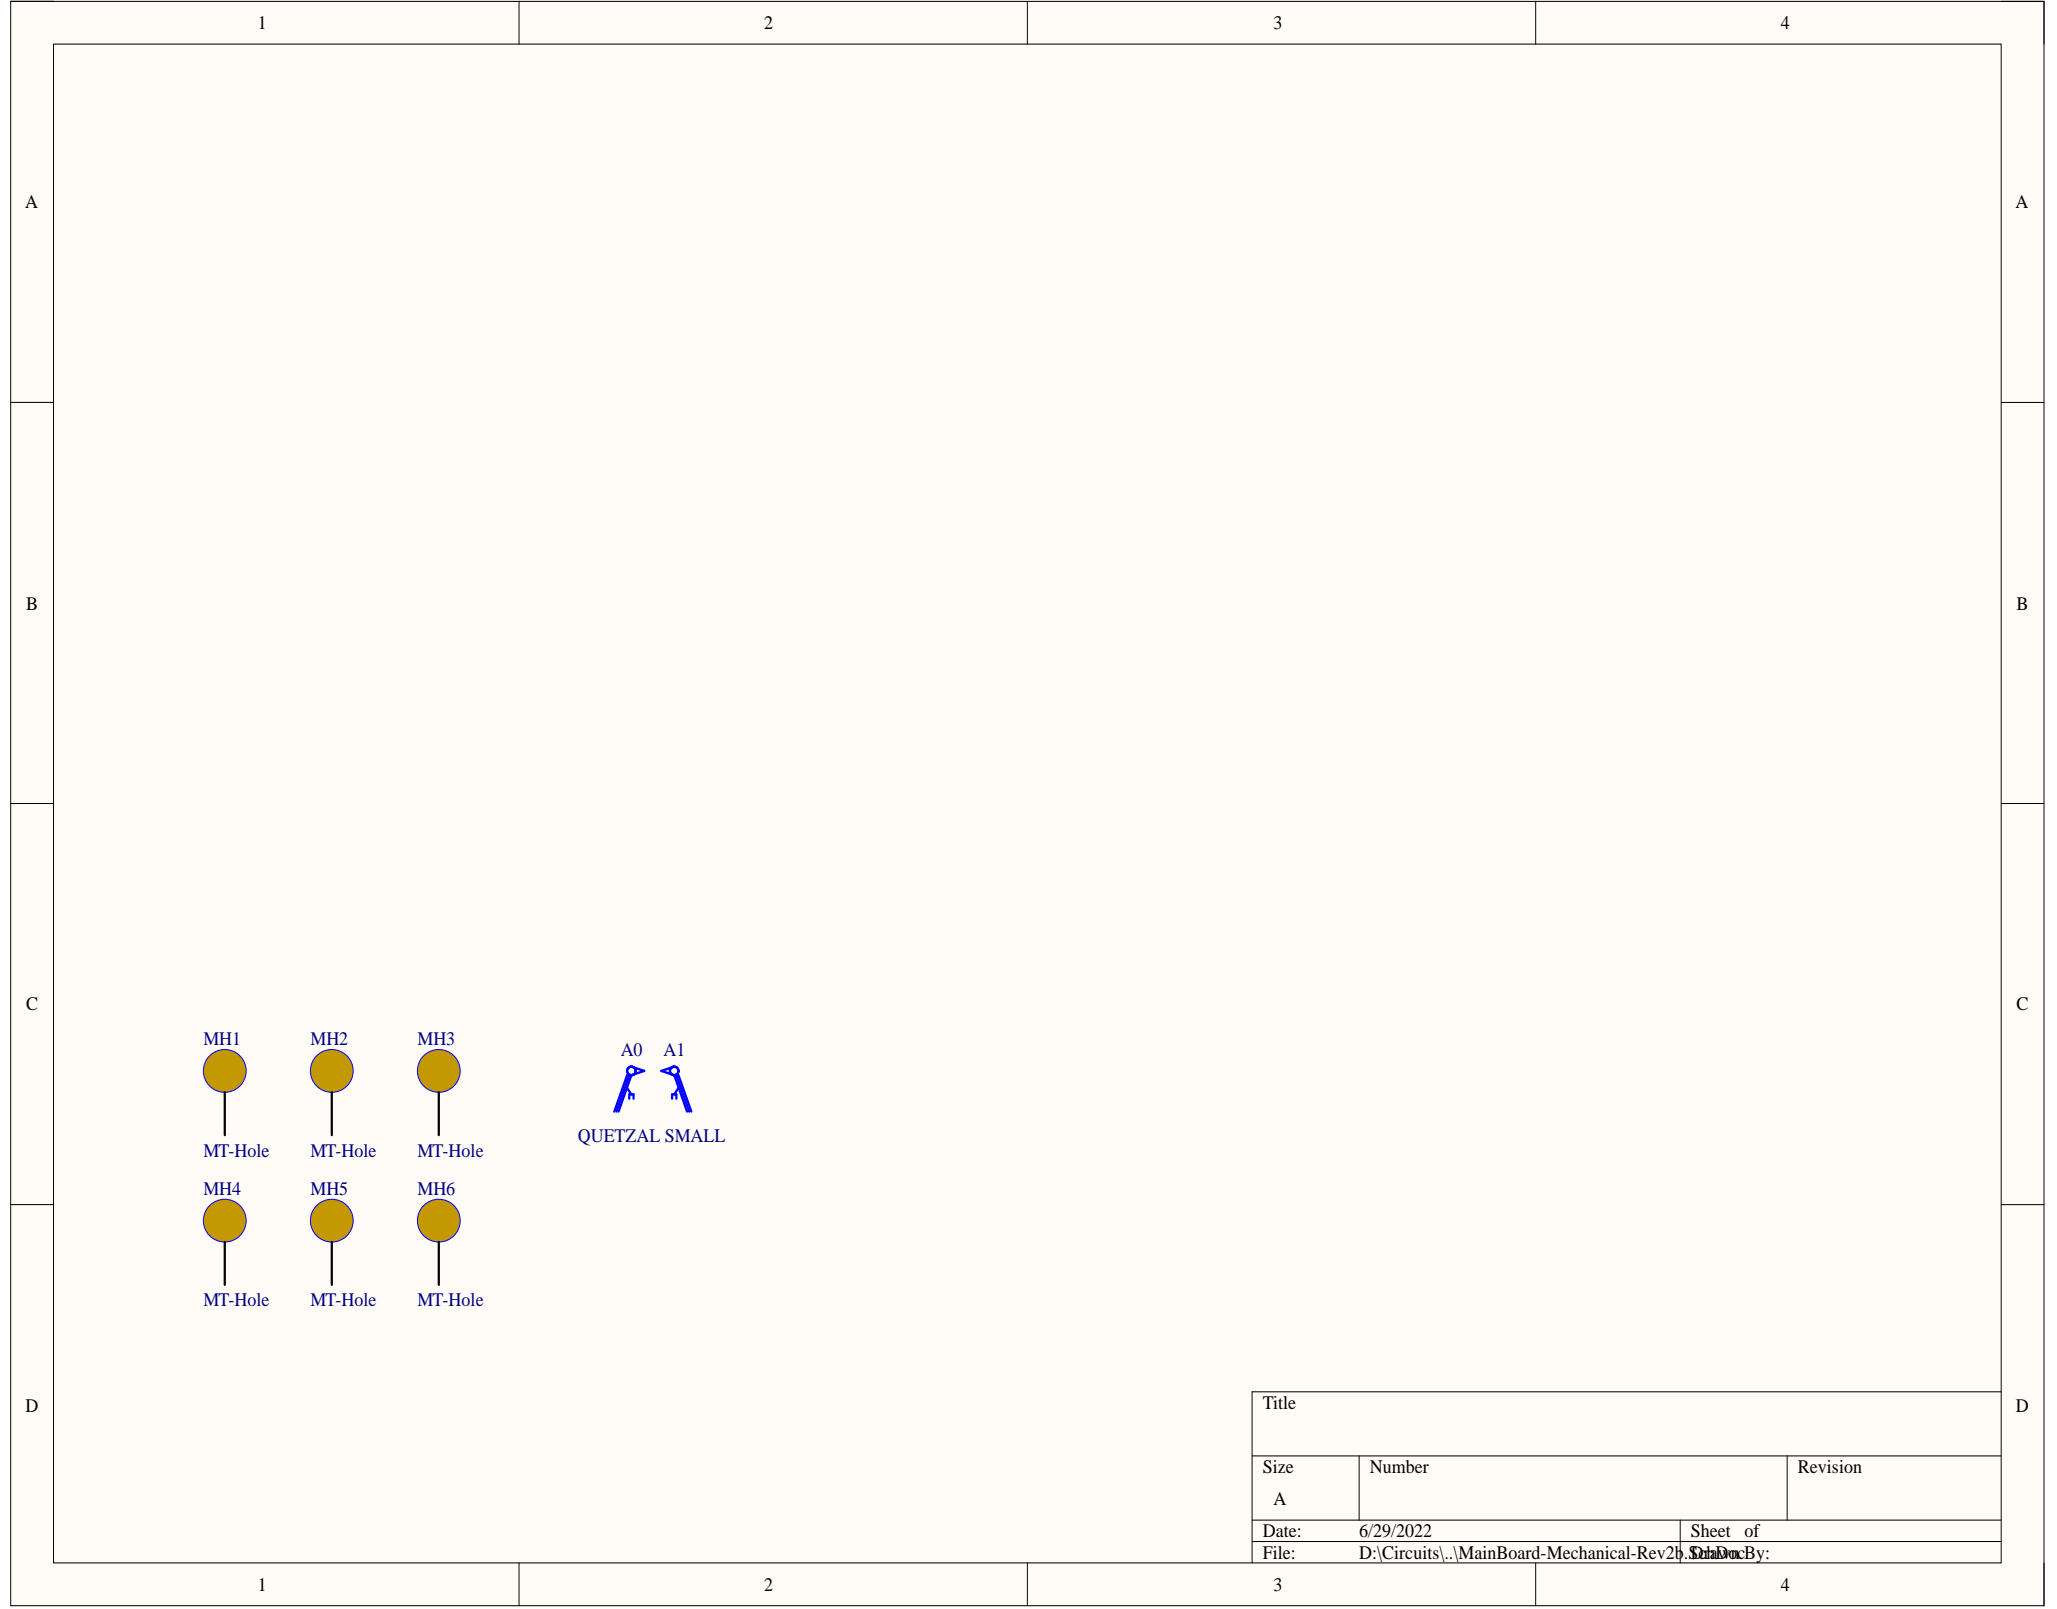 1 2 3 4
A A
B B
C C
MH1 MH2 MH3
A0 A1
QUETZAL SMALL
MT-Hole MT-Hole MT-Hole
MH4 MH5 MH6
MT-Hole MT-Hole MT-Hole
D D
Title
Size Number Revision
A
Date: 6/29/2022 Sheet of
File: D:\Circuits\..\MainBoard-Mechanical-Rev2b.SchDoc Drawn By:
1 2 3 4